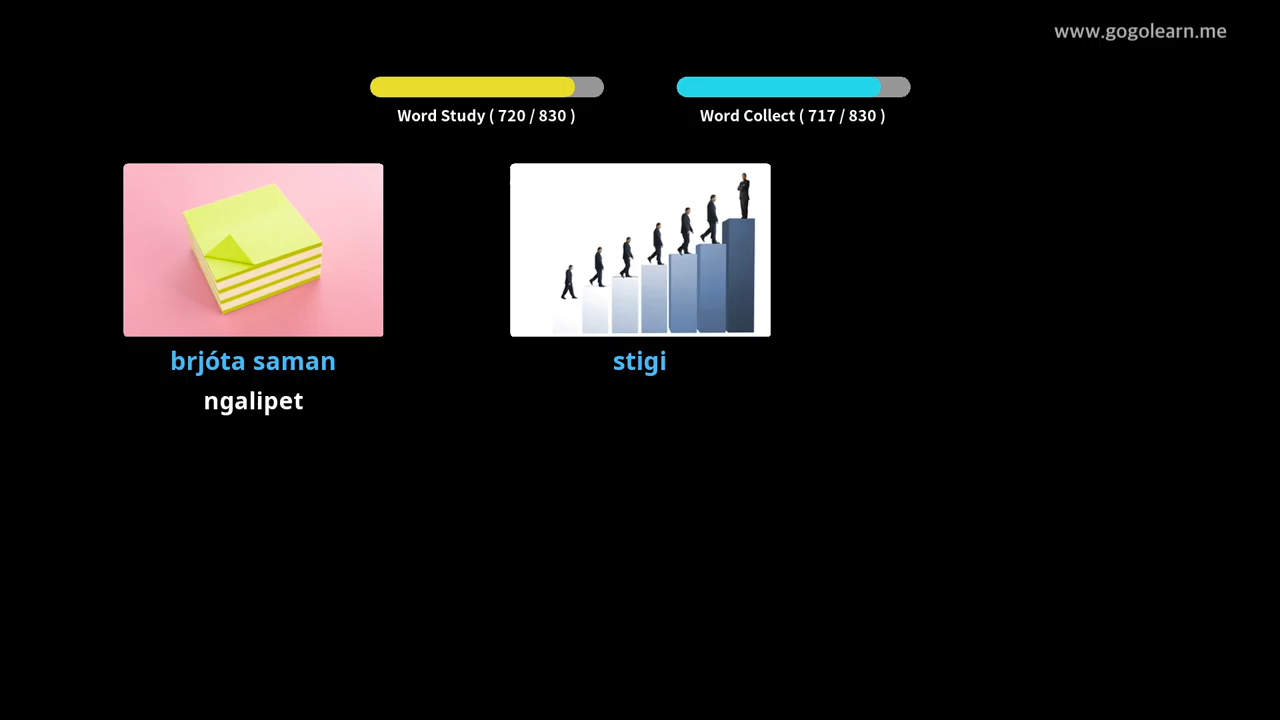 www.gogolearn.me
Word Study ( 720 / 830 )
Word Collect ( 717 / 830 )
brjóta saman
ngalipet
stigi